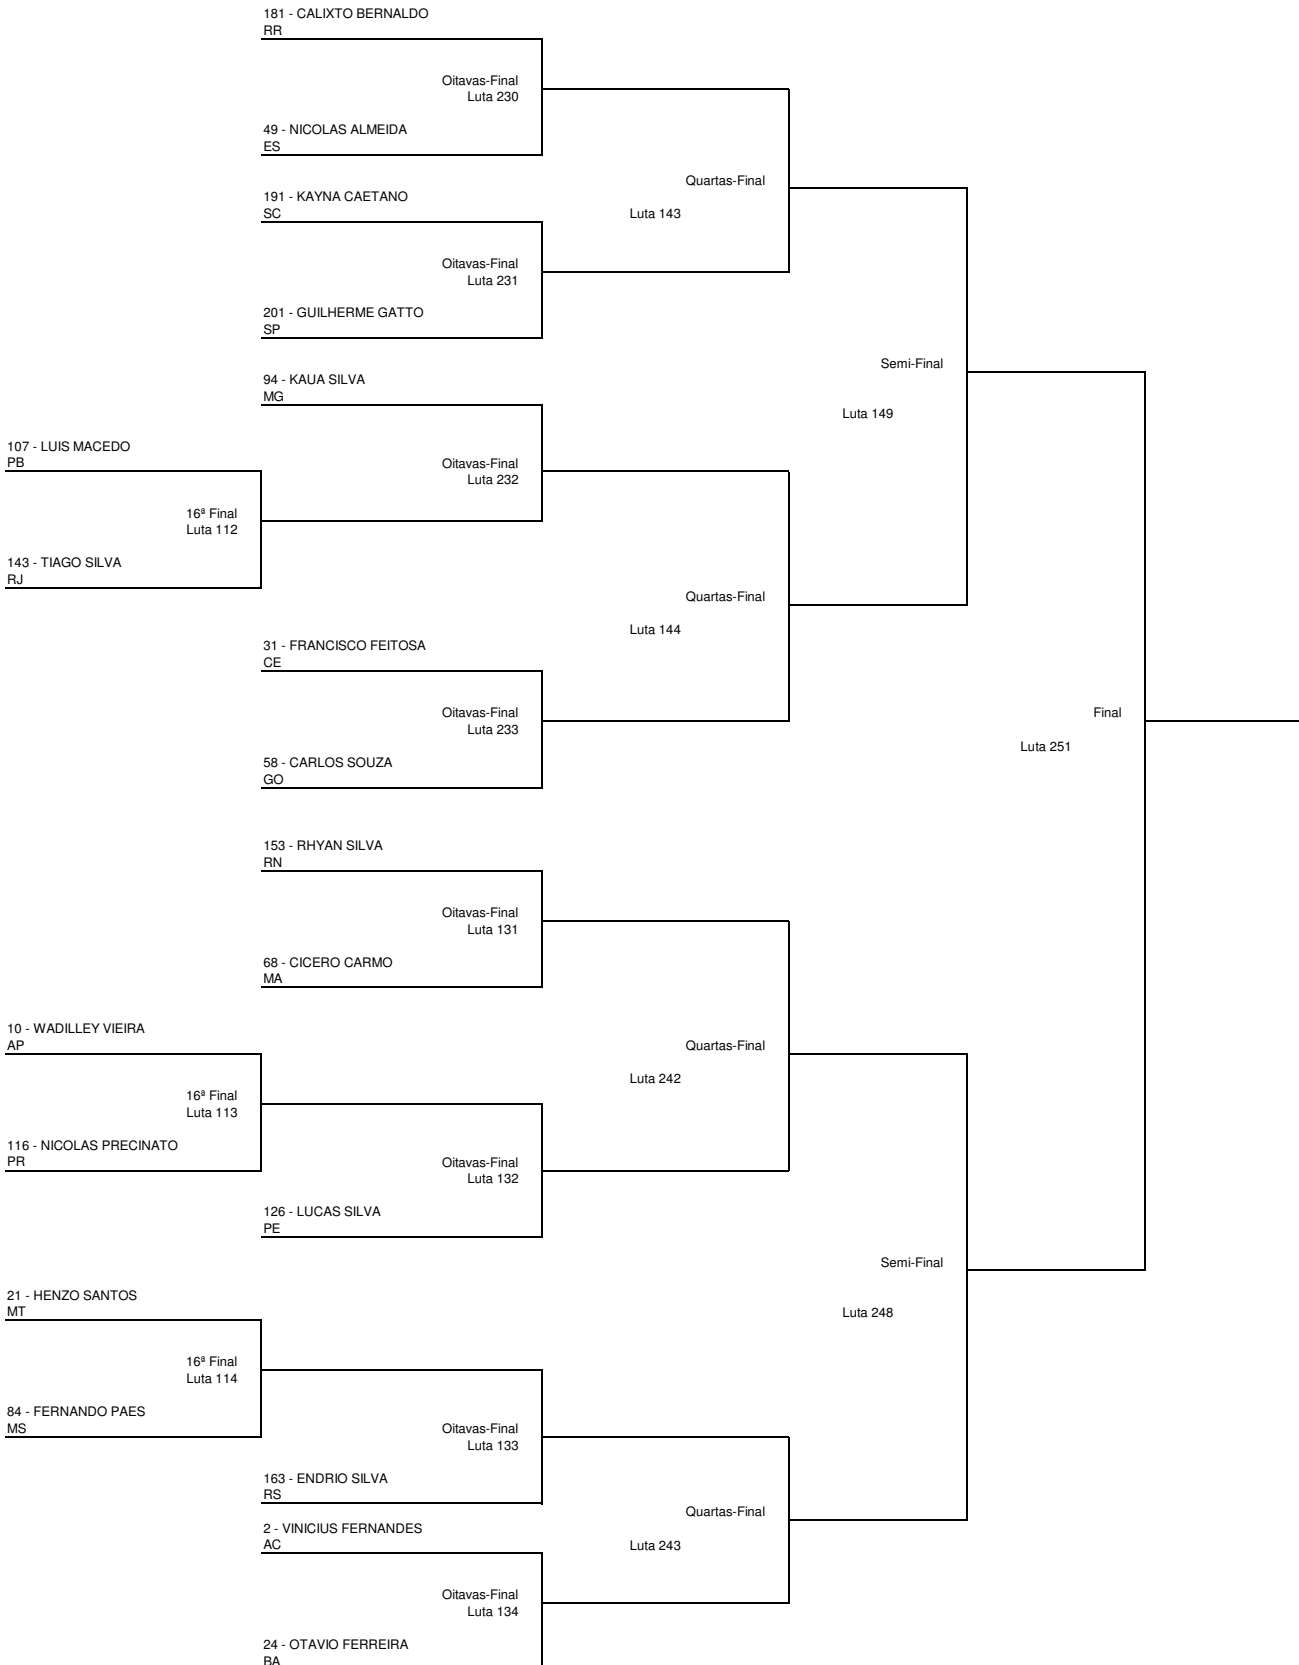 181 - CALIXTO BERNALDO
RR
Oitavas-Final
Luta 230
49 - NICOLAS ALMEIDA
ES
Quartas-Final
Luta 143
191 - KAYNA CAETANO
SC
Oitavas-Final
Luta 231
201 - GUILHERME GATTO
SP
Semi-Final
Luta 149
94 - KAUA SILVA
MG
107 - LUIS MACEDO
PB
Oitavas-Final
Luta 232
16ª Final
Luta 112
143 - TIAGO SILVA
RJ
Quartas-Final
Luta 144
31 - FRANCISCO FEITOSA
CE
Oitavas-Final
Luta 233
58 - CARLOS SOUZA
GO
Final
Luta 251
153 - RHYAN SILVA
RN
Oitavas-Final
Luta 131
68 - CICERO CARMO
MA
10 - WADILLEY VIEIRA
AP
Quartas-Final
Luta 242
16ª Final
Luta 113
116 - NICOLAS PRECINATO
PR
Oitavas-Final
Luta 132
126 - LUCAS SILVA
PE
Semi-Final
Luta 248
21 - HENZO SANTOS
MT
16ª Final
Luta 114
84 - FERNANDO PAES
MS
Oitavas-Final
Luta 133
163 - ENDRIO SILVA
RS
Quartas-Final
Luta 243
2 - VINICIUS FERNANDES
AC
Oitavas-Final
Luta 134
24 - OTAVIO FERREIRA
BA